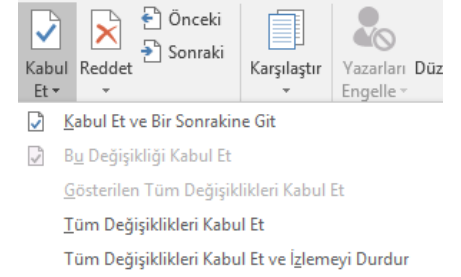 Önceki
Sonraki
Kabul Et
Reddet
Karşılaştır
Yazarları Engelle
Düz
Kabul Et ve Bir Sonrakine Git
Bu Değişikliği Kabul Et
Gösterilen Tüm Değişiklikleri Kabul Et
Tüm Değişiklikleri Kabul Et
Tüm Değişiklikleri Kabul Et ve İzlemeyi Durdur